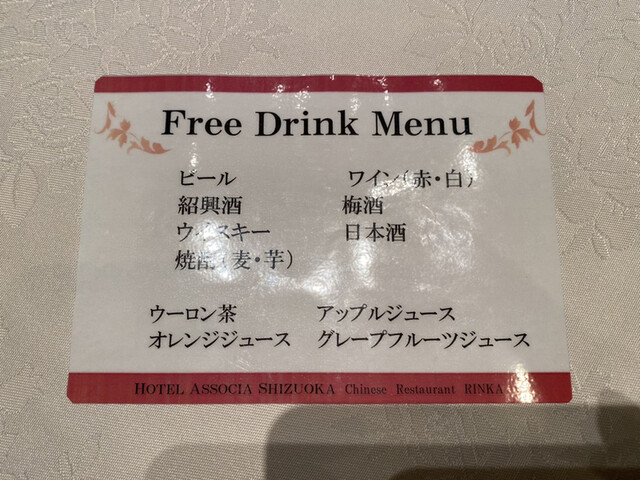 Free Drink Menu
ビール ワイン(赤・白)
紹興酒 梅酒
ウイスキー 日本酒
焼酎(麦・芋)
ウーロン茶 アップルジュース
オレンジジュース グレープフルーツジュース
HOTEL ASSOCIA SHIZUOKA Chinese Restaurant RINKA